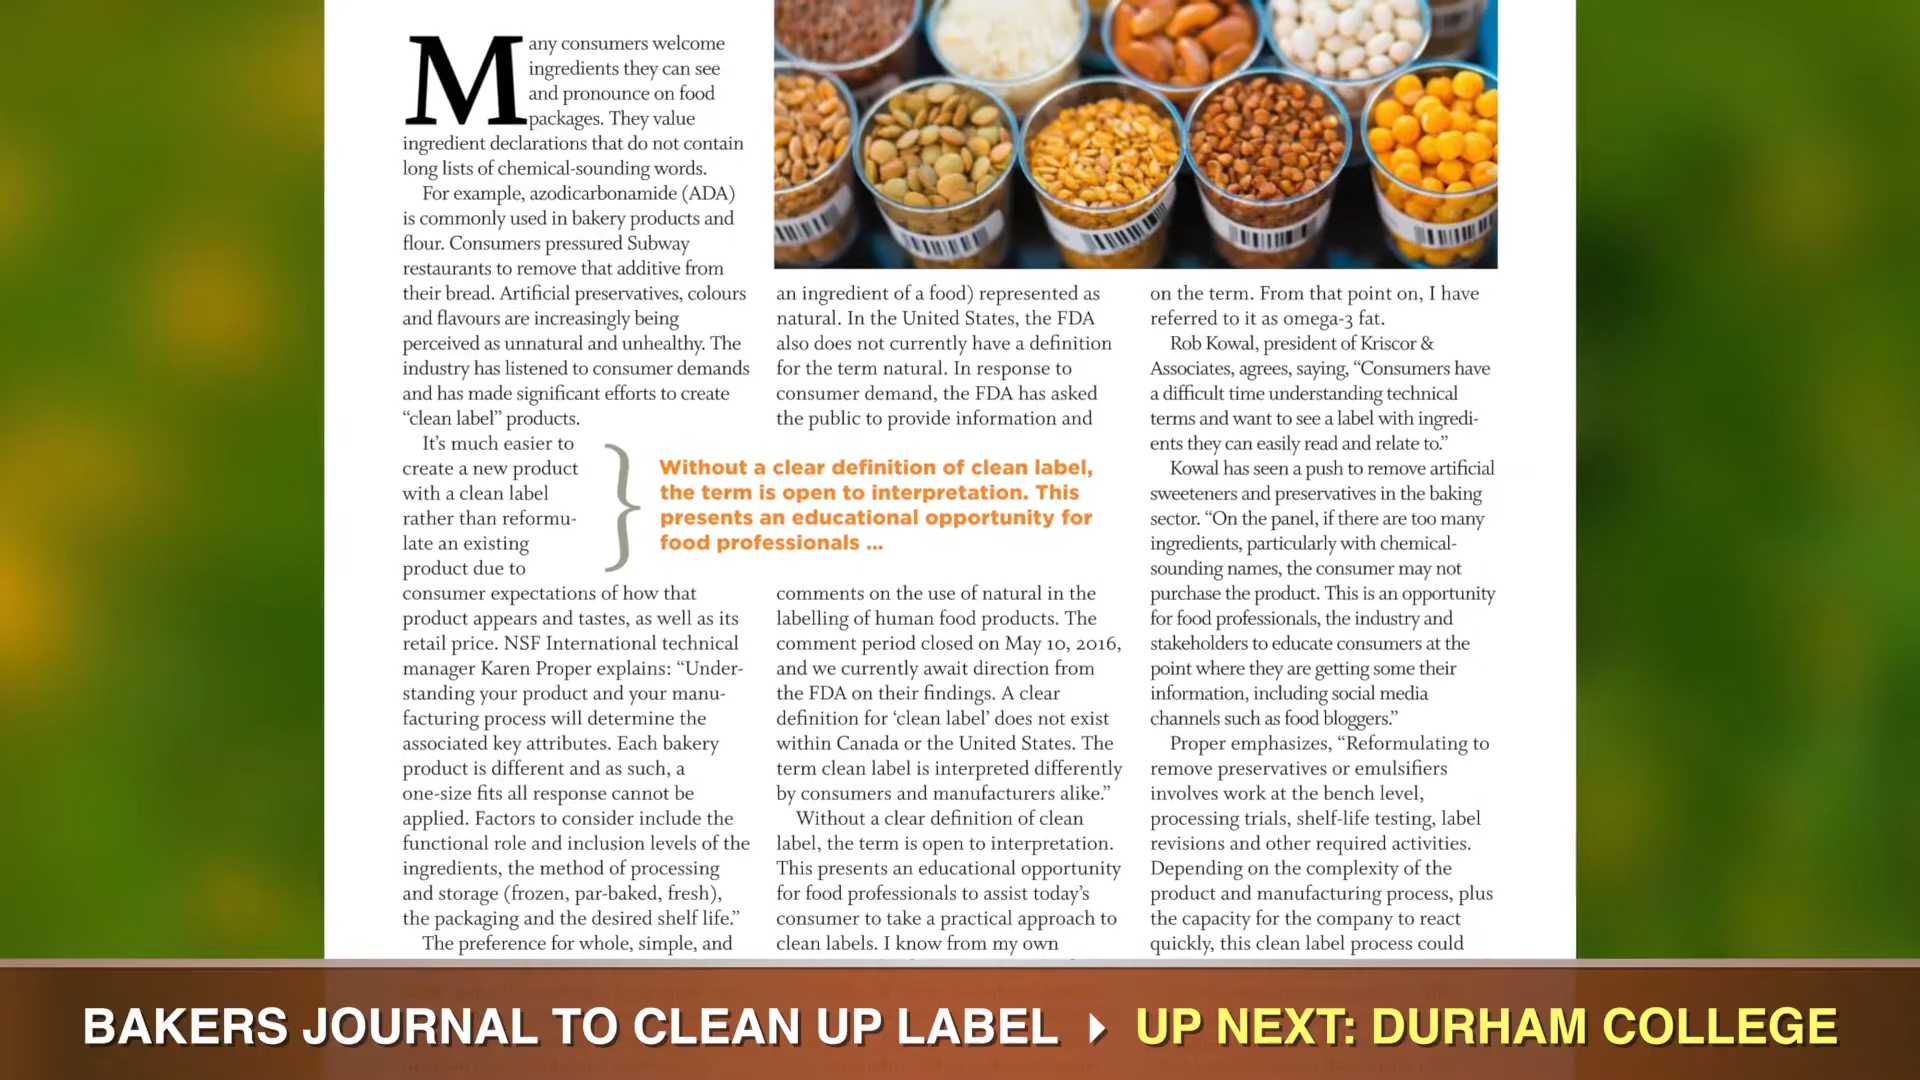 Many consumers welcome
ingredients they can see
and pronounce on food
packages. They value
ingredient declarations that do not contain
long lists of chemical-sounding words.
For example, azodicarbonamide (ADA)
is commonly used in bakery products and
flour. Consumers pressured Subway
restaurants to remove that additive from
their bread. Artificial preservatives, colours
and flavours are increasingly being
perceived as unnatural and unhealthy. The
industry has listened to consumer demands
and has made significant efforts to create
“clean label” products.
It’s much easier to
create a new product
with a clean label
rather than reformu-
late an existing
product due to
consumer expectations of how that
product appears and tastes, as well as its
retail price. NSF International technical
manager Karen Proper explains: “Under-
standing your product and your manu-
facturing process will determine the
associated key attributes. Each bakery
product is different and as such, a
one-size fits all response cannot be
applied. Factors to consider include the
functional role and inclusion levels of the
ingredients, the method of processing
and storage (frozen, par-baked, fresh),
the packaging and the desired shelf life.”
The preference for whole, simple, and
an ingredient of a food) represented as
natural. In the United States, the FDA
also does not currently have a definition
for the term natural. In response to
consumer demand, the FDA has asked
the public to provide information and
Without a clear definition of clean label,
the term is open to interpretation. This
presents an educational opportunity for
food professionals ...
comments on the use of natural in the
labelling of human food products. The
comment period closed on May 10, 2016,
and we currently await direction from
the FDA on their findings. A clear
definition for ‘clean label’ does not exist
within Canada or the United States. The
term clean label is interpreted differently
by consumers and manufacturers alike.”
Without a clear definition of clean
label, the term is open to interpretation.
This presents an educational opportunity
for food professionals to assist today’s
consumer to take a practical approach to
clean labels. I know from my own
on the term. From that point on, I have
referred to it as omega-3 fat.
Rob Kowal, president of Kriscor &
Associates, agrees, saying, “Consumers have
a difficult time understanding technical
terms and want to see a label with ingredi-
ents they can easily read and relate to.”
Kowal has seen a push to remove artificial
sweeteners and preservatives in the baking
sector. “On the panel, if there are too many
ingredients, particularly with chemical-
sounding names, the consumer may not
purchase the product. This is an opportunity
for food professionals, the industry and
stakeholders to educate consumers at the
point where they are getting some their
information, including social media
channels such as food bloggers.”
Proper emphasizes, “Reformulating to
remove preservatives or emulsifiers
involves work at the bench level,
processing trials, shelf-life testing, label
revisions and other required activities.
Depending on the complexity of the
product and manufacturing process, plus
the capacity for the company to react
quickly, this clean label process could
BAKERS JOURNAL TO CLEAN UP LABEL UP NEXT: DURHAM COLLEGE